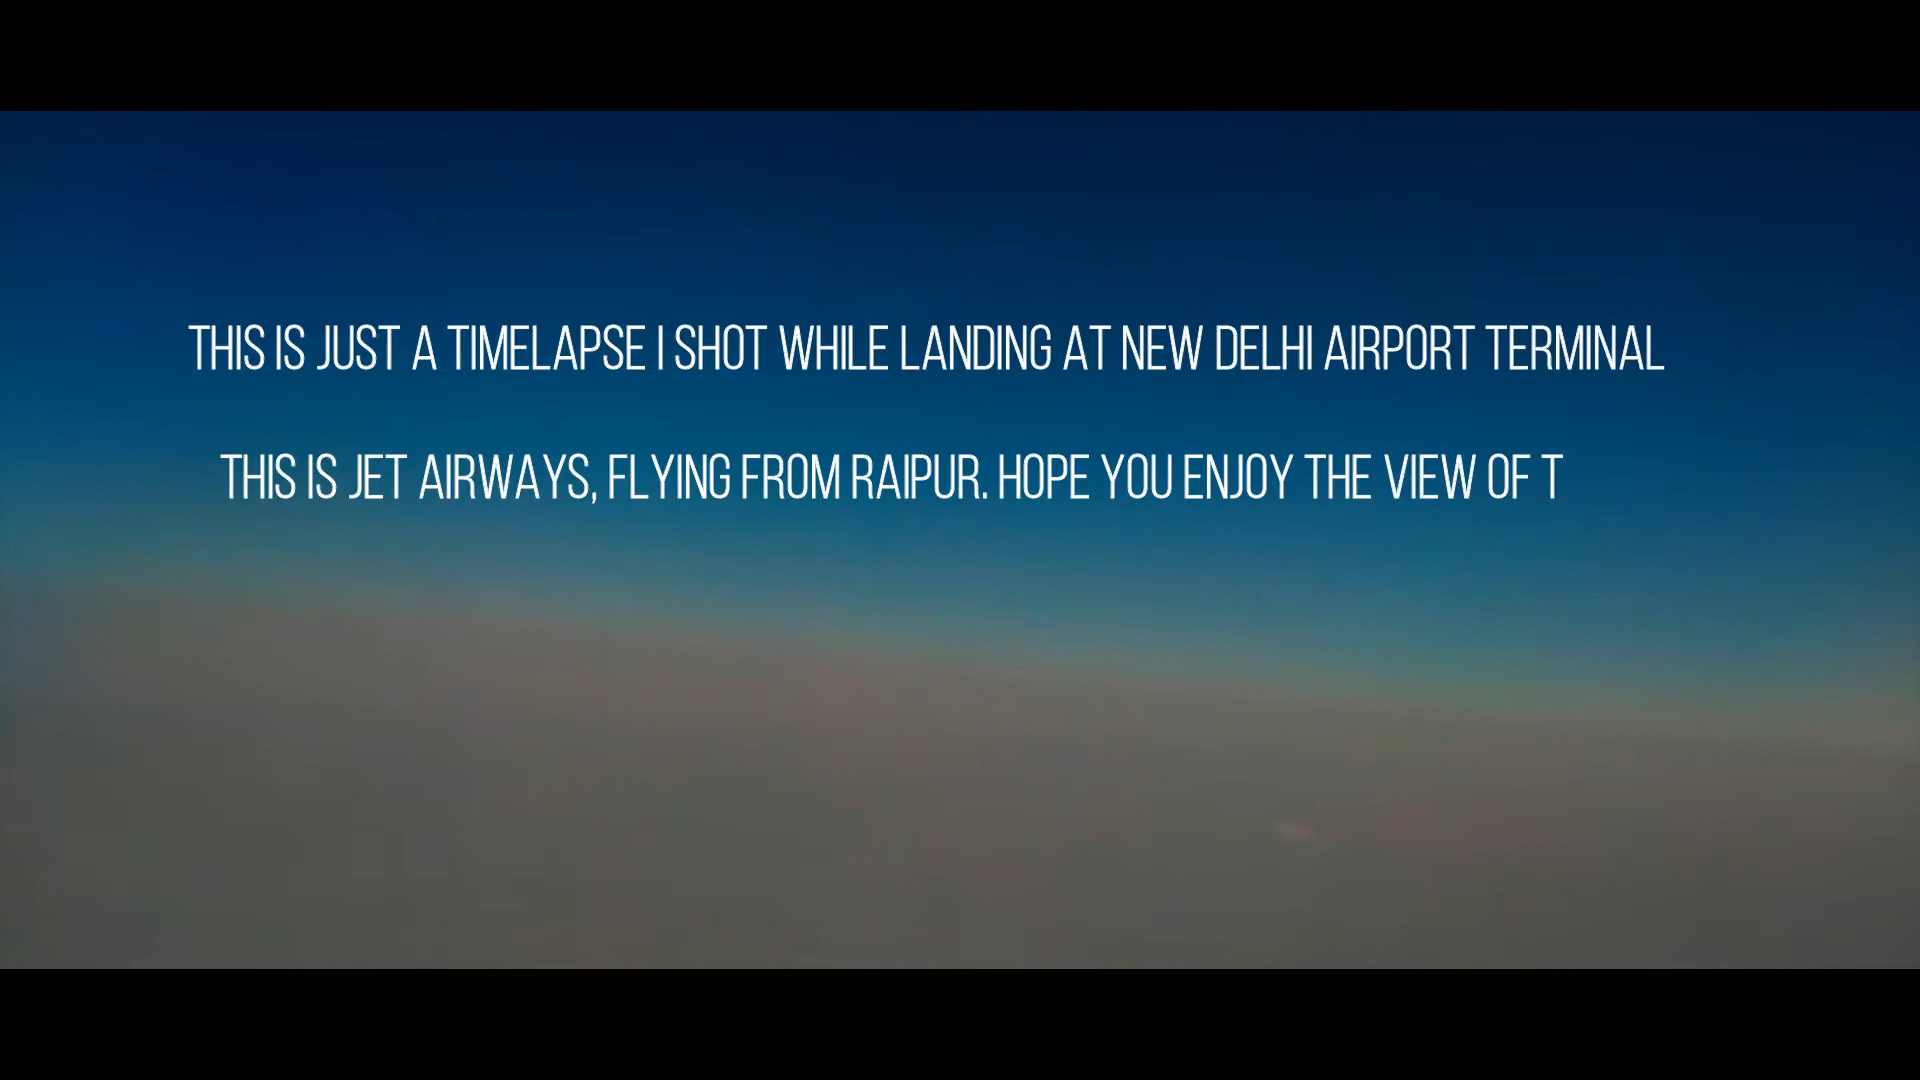 THIS IS JUST A TIMELAPSE I SHOT WHILE LANDING AT NEW DELHI AIRPORT TERMINAL
THIS IS JET AIRWAYS, FLYING FROM RAIPUR. HOPE YOU ENJOY THE VIEW OF T